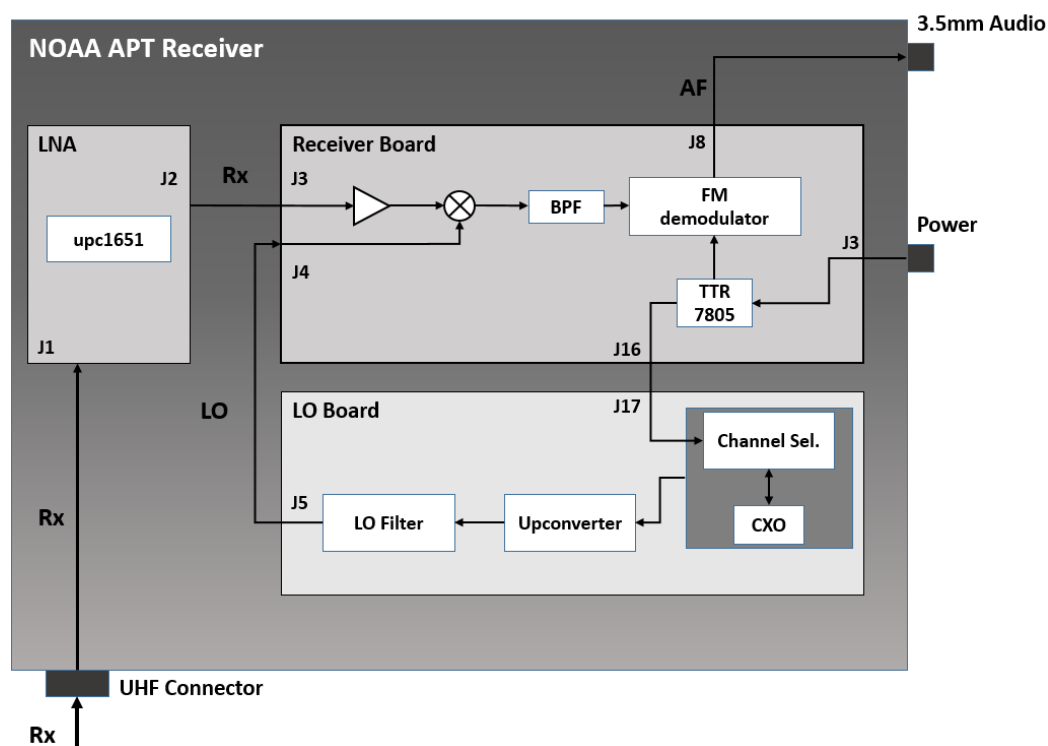 3.5mm Audio
NOAA APT Receiver
AF
LNA
Receiver Board
J8
J2
Rx
J3
FM
demodulator
BPF
upc1651
Power
J3
J4
TTR
7805
J1
J16
LO
LO Board
J17
Channel Sel.
J5
Rx
LO Filter
Upconverter
CXO
UHF Connector
Rx